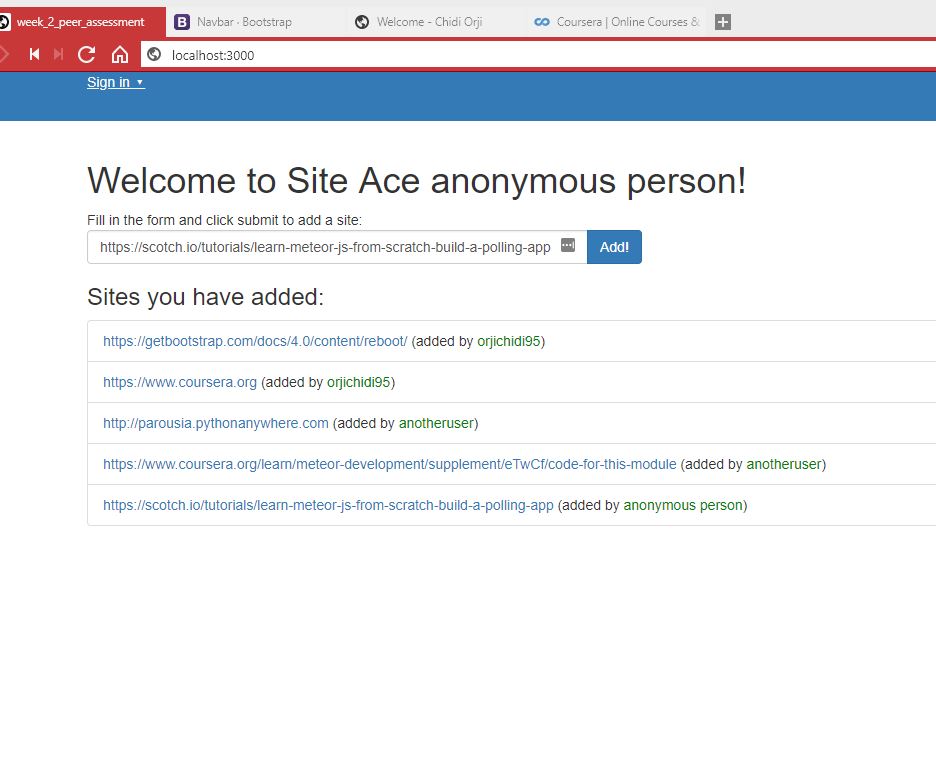 week_2_peer_assessment
Navbar · Bootstrap
Welcome - Chidi Orji
Coursera | Online Courses &
localhost:3000
Sign in ▾
Welcome to Site Ace anonymous person!
Fill in the form and click submit to add a site:
https://scotch.io/tutorials/learn-meteor-js-from-scratch-build-a-polling-app
Add!
Sites you have added:
https://getbootstrap.com/docs/4.0/content/reboot/ (added by orjichidi95)
https://www.coursera.org (added by orjichidi95)
http://parousia.pythonanywhere.com (added by anotheruser)
https://www.coursera.org/learn/meteor-development/supplement/eTwCf/code-for-this-module (added by anotheruser)
https://scotch.io/tutorials/learn-meteor-js-from-scratch-build-a-polling-app (added by anonymous person)